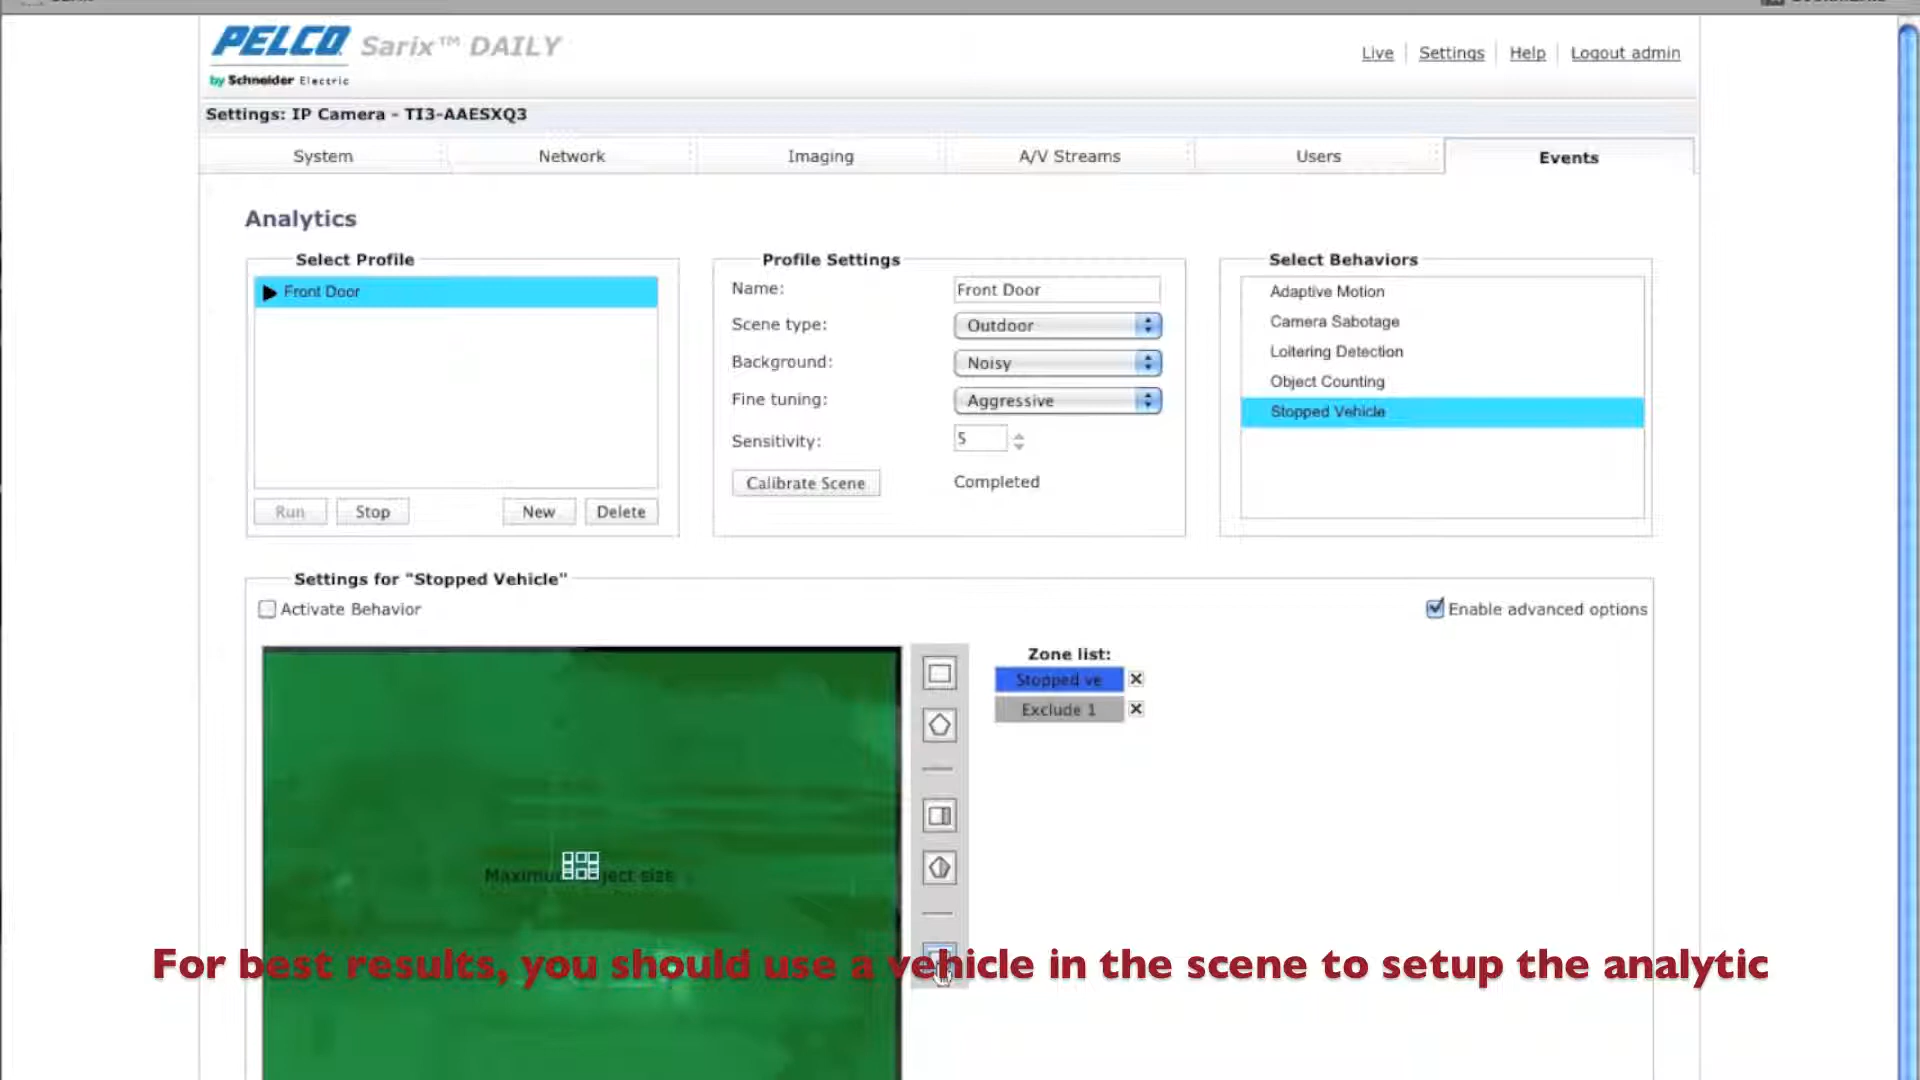 PELCO Sarix™ DAILY
by Schneider Electric
Live Settings Help Logout admin
Settings: IP Camera - TI3-AAESXQ3
System Network Imaging A/V Streams Users Events
Analytics
Select Profile
Front Door
Run Stop New Delete
Profile Settings
Name: Front Door
Scene type: Outdoor
Background: Noisy
Fine tuning: Aggressive
Sensitivity: 5
Calibrate Scene Completed
Select Behaviors
Adaptive Motion
Camera Sabotage
Loitering Detection
Object Counting
Stopped Vehicle
Settings for "Stopped Vehicle"
Activate Behavior
Enable advanced options
Zone list:
Stopped ve
Exclude 1
size
For best results, you should use a vehicle in the scene to setup the analytic